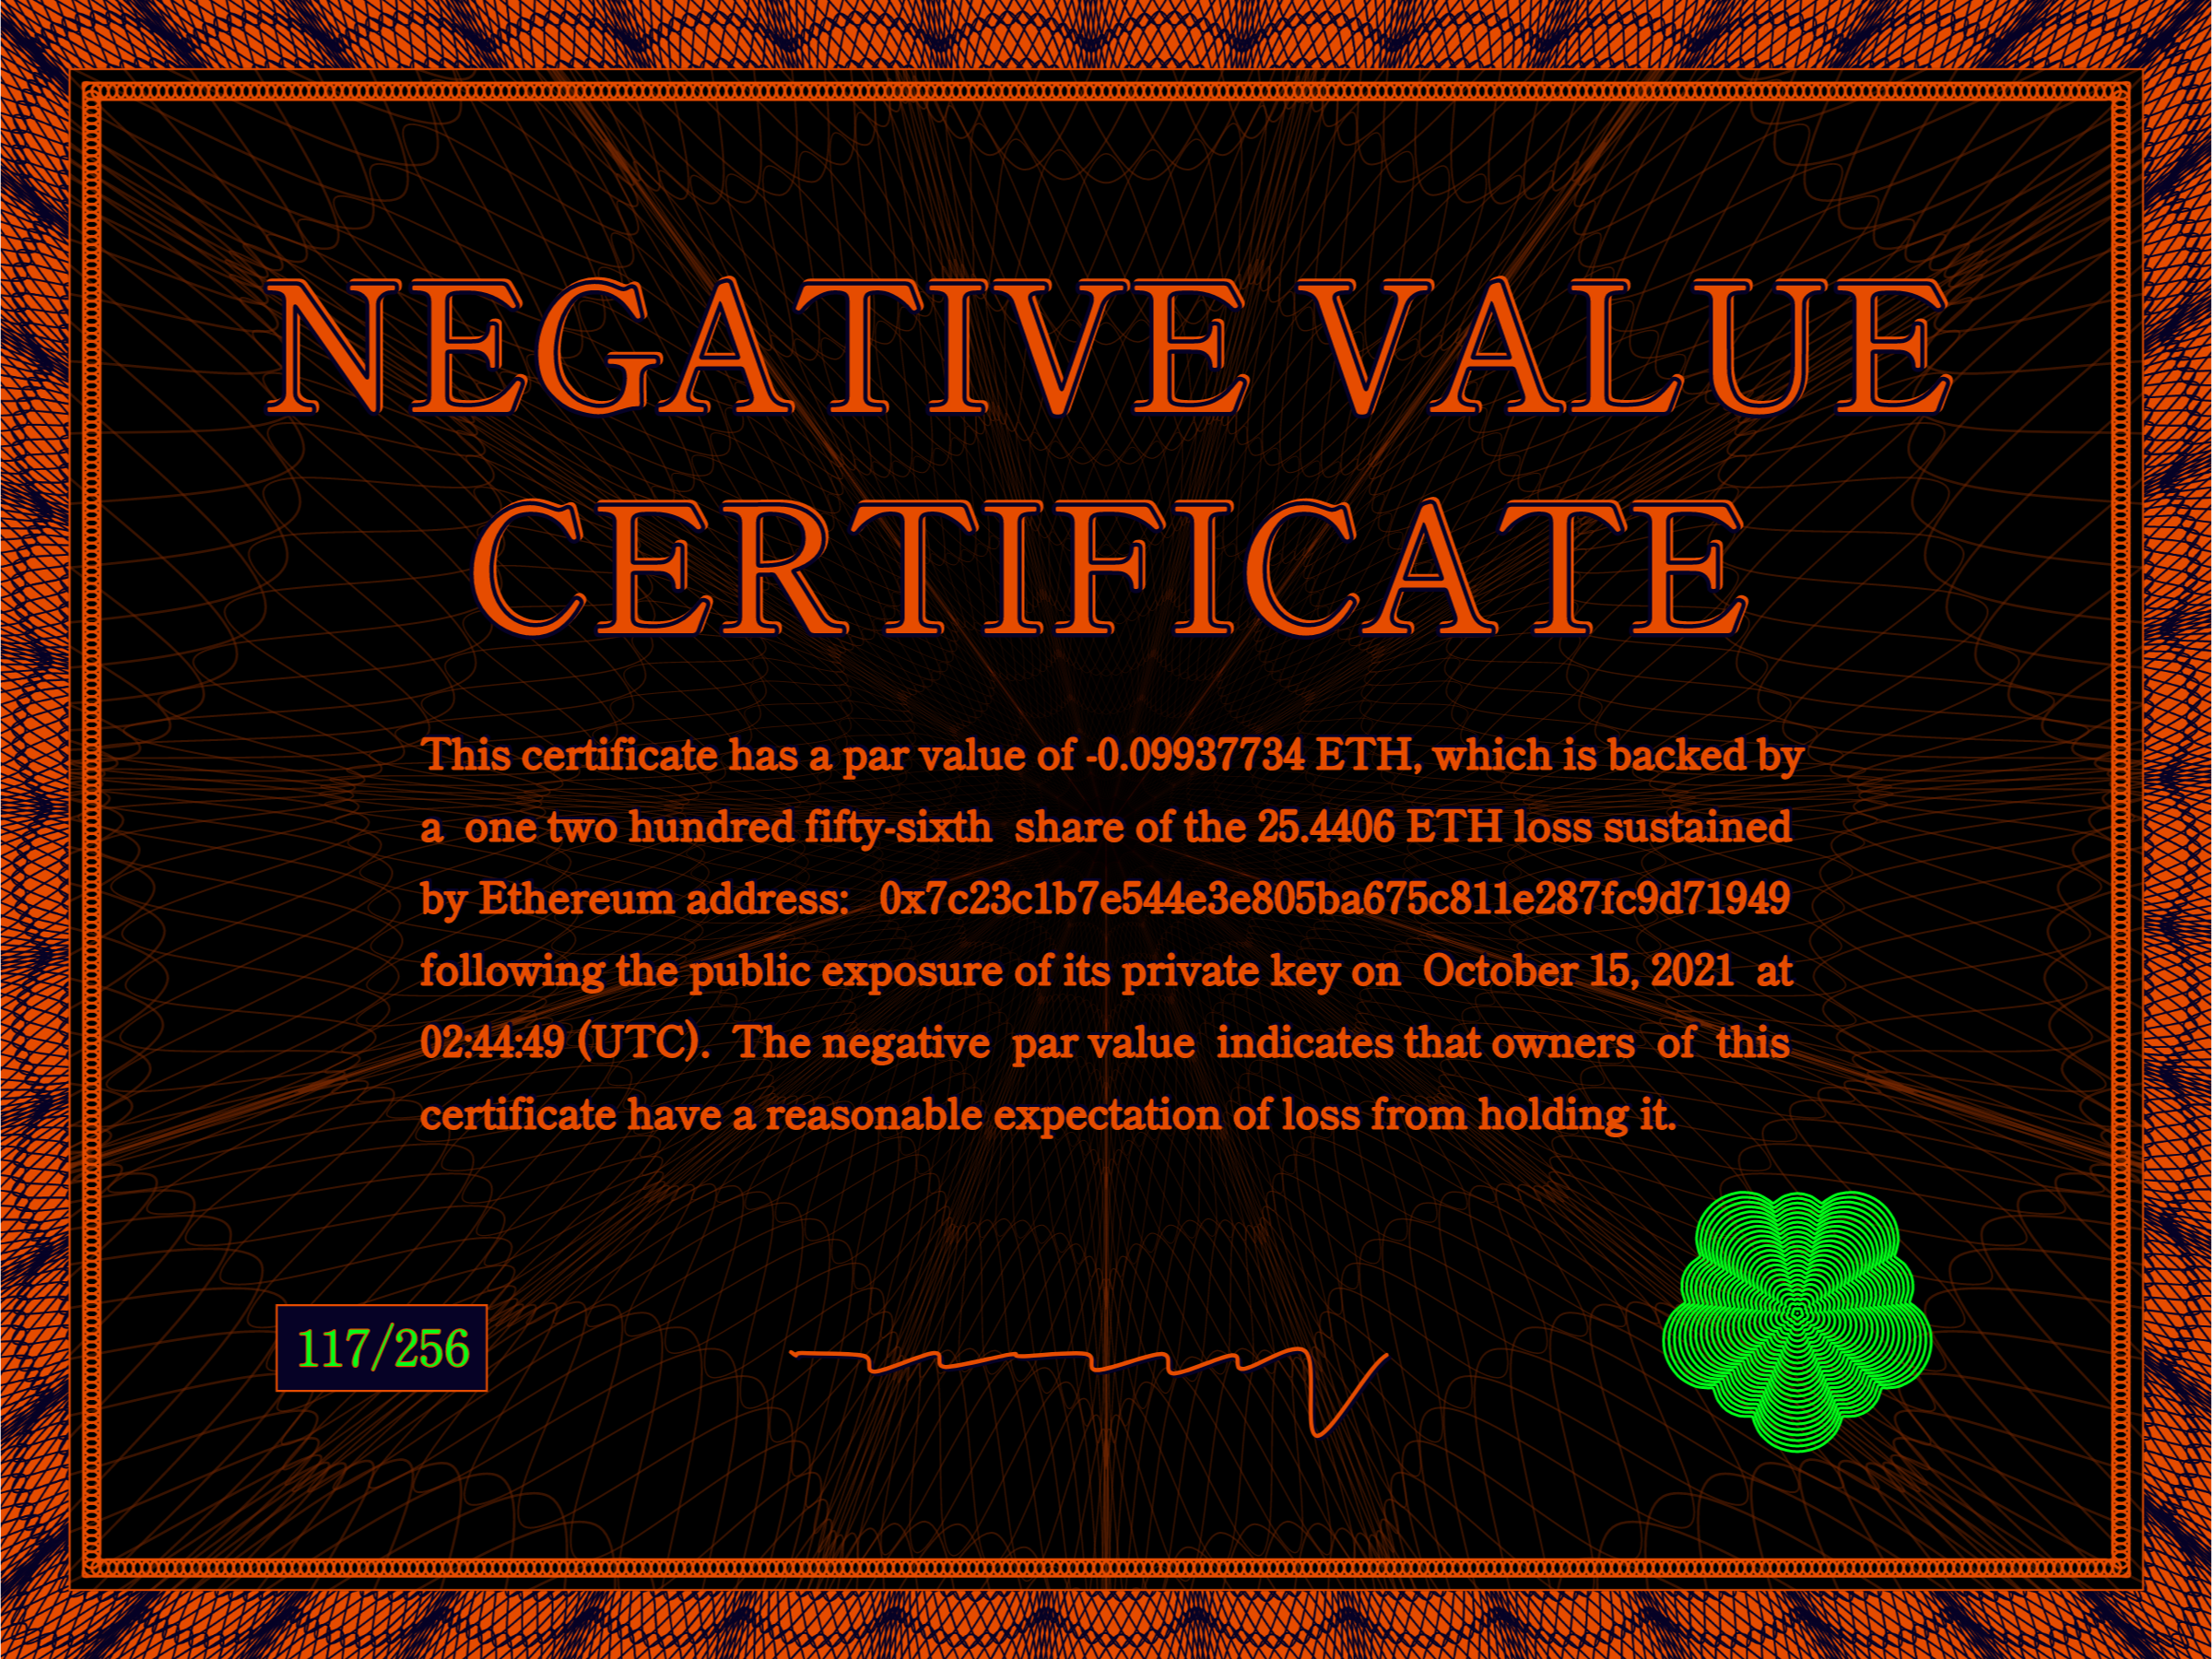 NEGATIVE VALUE
CERTIFICATE
This certificate has a par value of -0.09937734 ETH, which is backed by
a one two hundred fifty-sixth share of the 25.4406 ETH loss sustained
by Ethereum address: 0x7c23c1b7e544e3e805ba675c811e287fc9d71949
following the public exposure of its private key on October 15, 2021 at
02:44:49 (UTC). The negative par value indicates that owners of this
certificate have a reasonable expectation of loss from holding it.
117/256